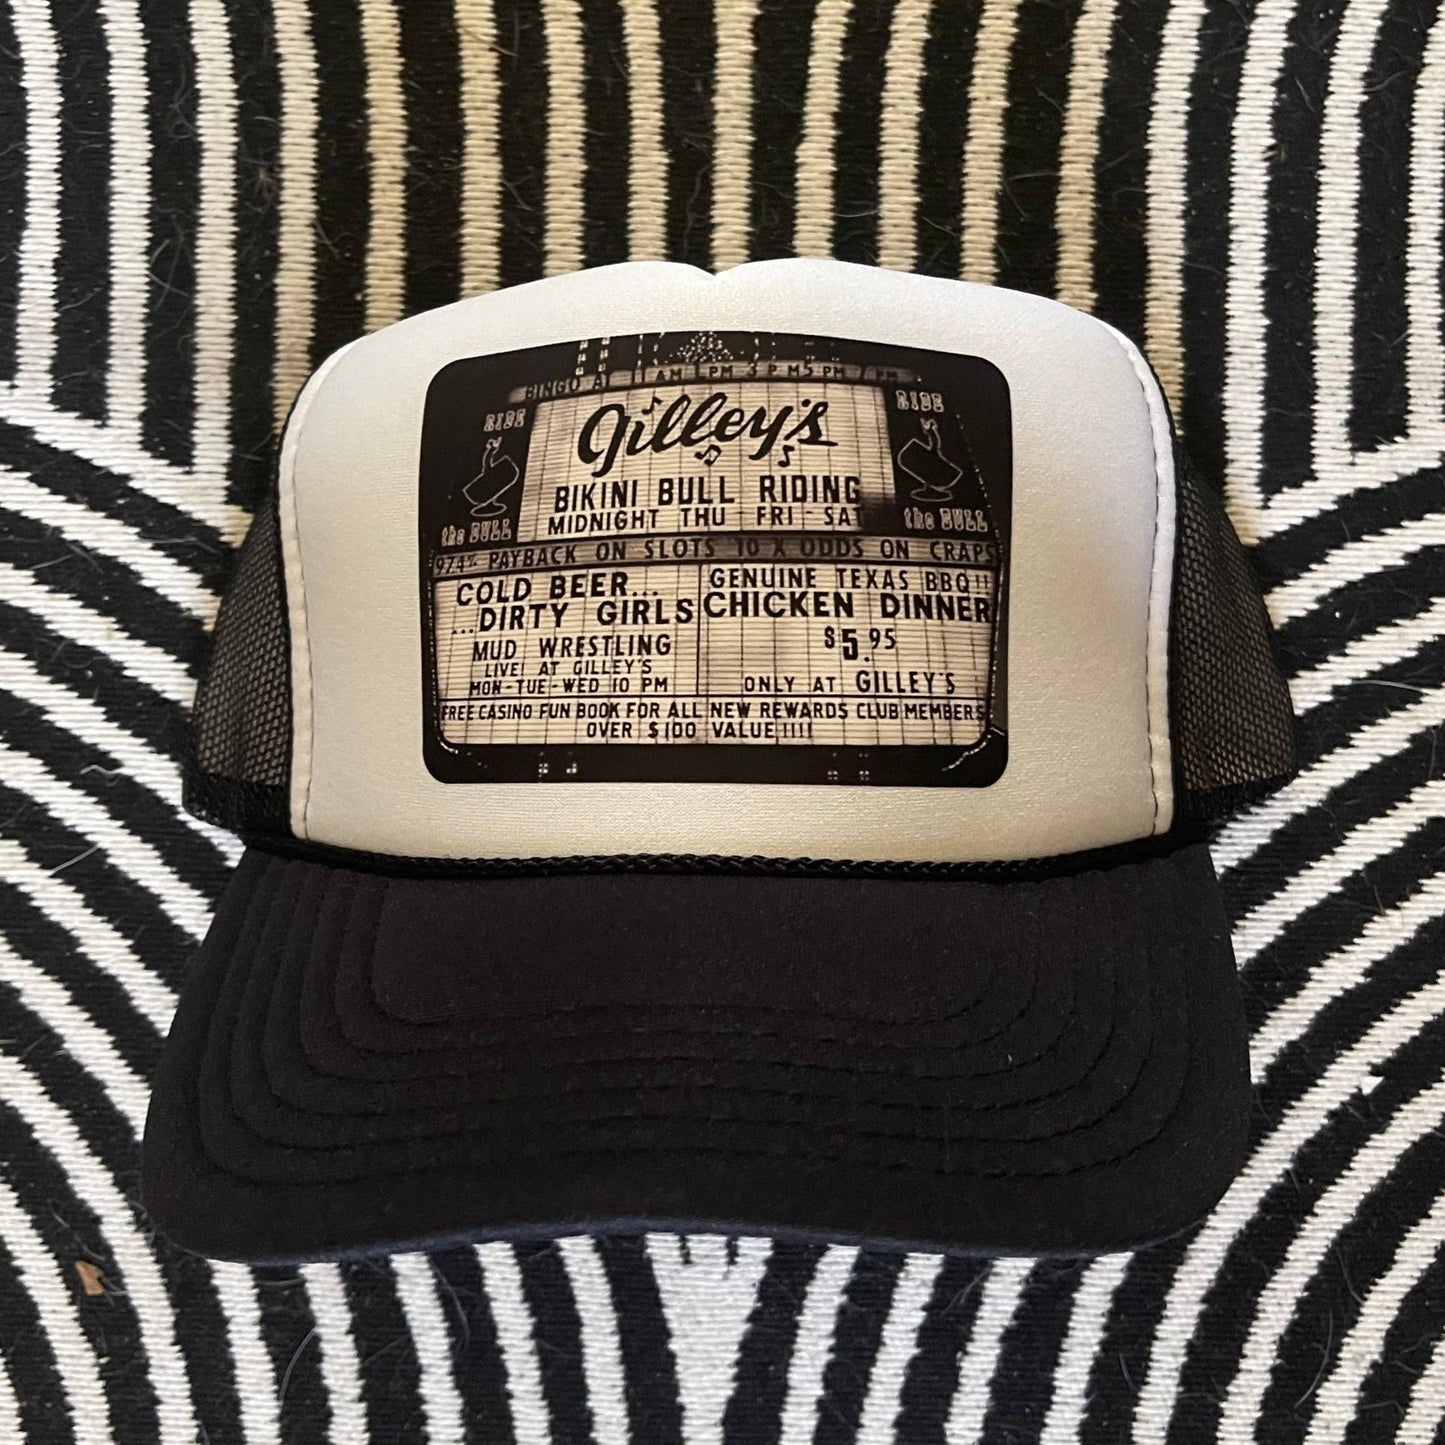 BINGO AT 11 AM 1 PM 3 PM 5 PM 7 PM
RIDE
the BULL
Gilley's
RIDE
the BULL
BIKINI BULL RIDING
MIDNIGHT THU - FRI - SAT
97.4% PAYBACK ON SLOTS 10 X ODDS ON CRAPS
COLD BEER...
...DIRTY GIRLS
MUD WRESTLING
LIVE! AT GILLEY'S
MON-TUE-WED 10 PM
GENUINE TEXAS BBQ!!
CHICKEN DINNER
$5.95
ONLY AT GILLEY'S
FREE CASINO FUN BOOK FOR ALL NEW REWARDS CLUB MEMBERS
OVER $100 VALUE!!!!